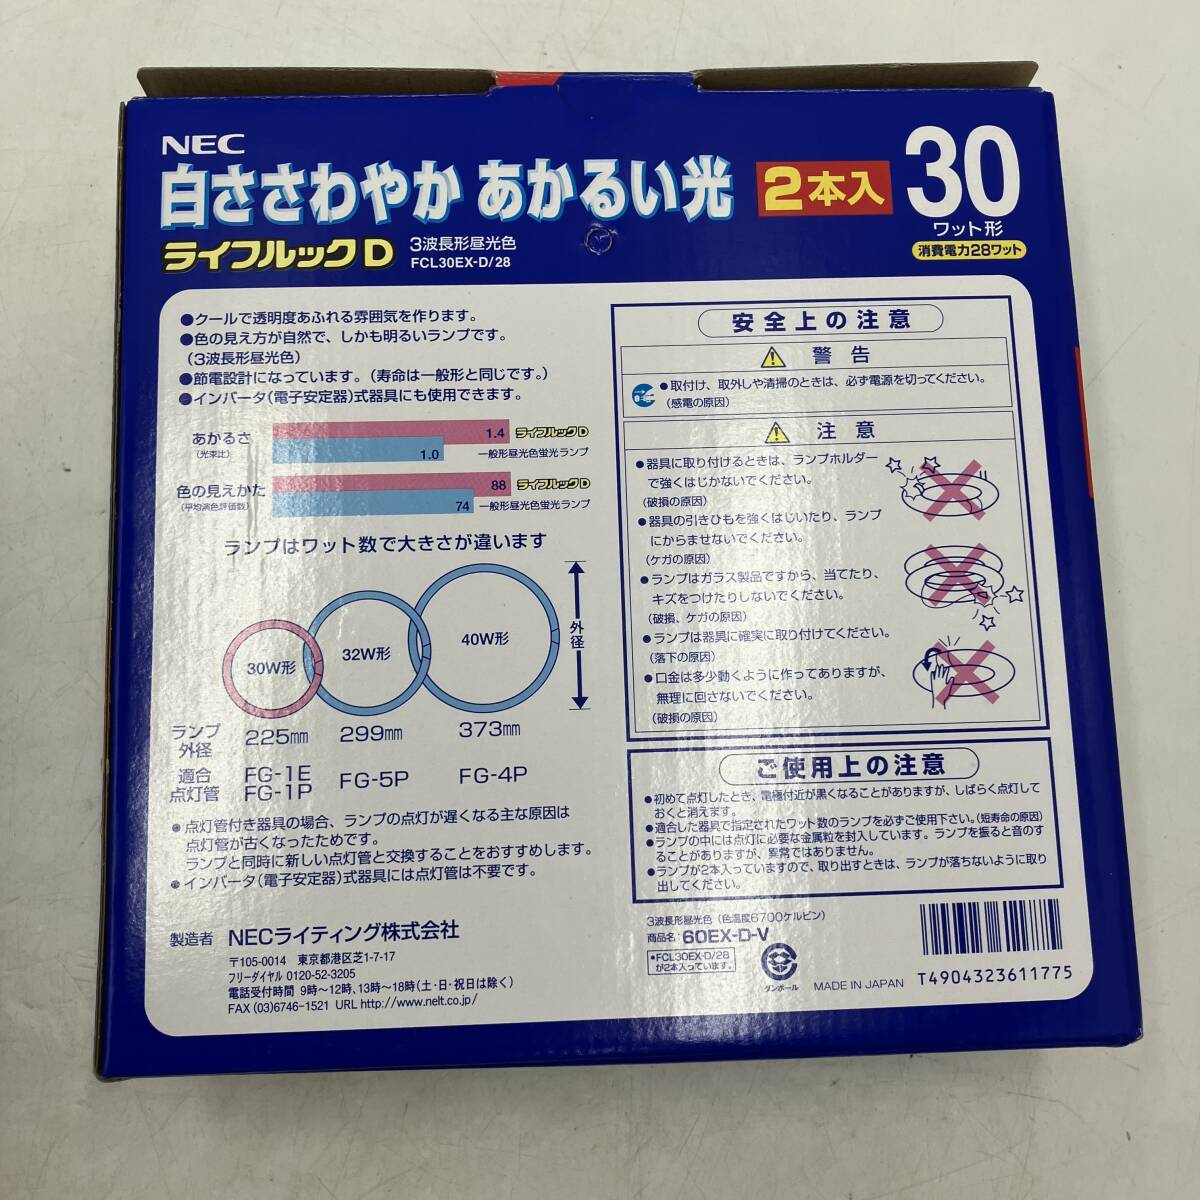 NEC
白ささわやか あかるい光
2本入
30
ワット形
消費電力28ワット
ライフルックD
3波長形昼光色
FCL30EX-D/28
●クールで透明度あふれる雰囲気を作ります。
●色の見え方が自然で、しかも明るいランプです。
(3波長形昼光色)
●節電設計になっています。(寿命は一般形と同じです。)
●インバータ(電子安定器)式器具にも使用できます。
あかるさ
(光束比)
1.4 ライフルックD
1.0 一般形昼光色蛍光ランプ
色の見えかた
(平均演色評価数)
88 ライフルックD
74 一般形昼光色蛍光ランプ
ランプはワット数で大きさが違います
30W形
32W形
40W形
外径
ランプ外径 225mm 299mm 373mm
適合点灯管 FG-1E FG-1P FG-5P FG-4P
●点灯管付き器具の場合、ランプの点灯が遅くなる主な原因は
点灯管が古くなったためです。
ランプと同時に新しい点灯管と交換することをおすすめします。
●インバータ(電子安定器)式器具には点灯管は不要です。
製造者 NECライティング株式会社
〒105-0014 東京都港区芝1-7-17
フリーダイヤル 0120-52-3205
電話受付時間 9時〜12時、13時〜18時(土・日・祝日は除く)
FAX (03)6746-1521 URL http://www.nelt.co.jp/
安全上の注意
警告
●取付け、取外しや清掃のときは、必ず電源を切ってください。
(感電の原因)
注意
●器具に取り付けるときは、ランプホルダー
で強くはじかないでください。
(破損の原因)
●器具の引きひもを強くはじいたり、ランプ
にからませないでください。
(ケガの原因)
●ランプはガラス製品ですから、当てたり、
キズをつけたりしないでください。
(破損、ケガの原因)
●ランプは器具に確実に取り付けてください。
(落下の原因)
●口金は多少動くように作ってありますが、
無理に回さないでください。
(破損の原因)
ご使用上の注意
●初めて点灯したとき、電極付近が黒くなることがありますが、しばらく点灯して
おくと消えます。
●適合した器具で指定されたワット数のランプを必ずご使用下さい。(短寿命の原因)
●ランプの中には点灯に必要な金属粒を封入しています。ランプを振ると音のす
ることがありますが、異常ではありません。
●ランプが2本入っていますので、取り出すときは、ランプが落ちないように取り
出してください。
3波長形昼光色(色温度6700ケルビン)
商品名:60EX-D-V
●FCL30EX-D/28
が2本入っています。
ダンボール
MADE IN JAPAN
T4904323611775